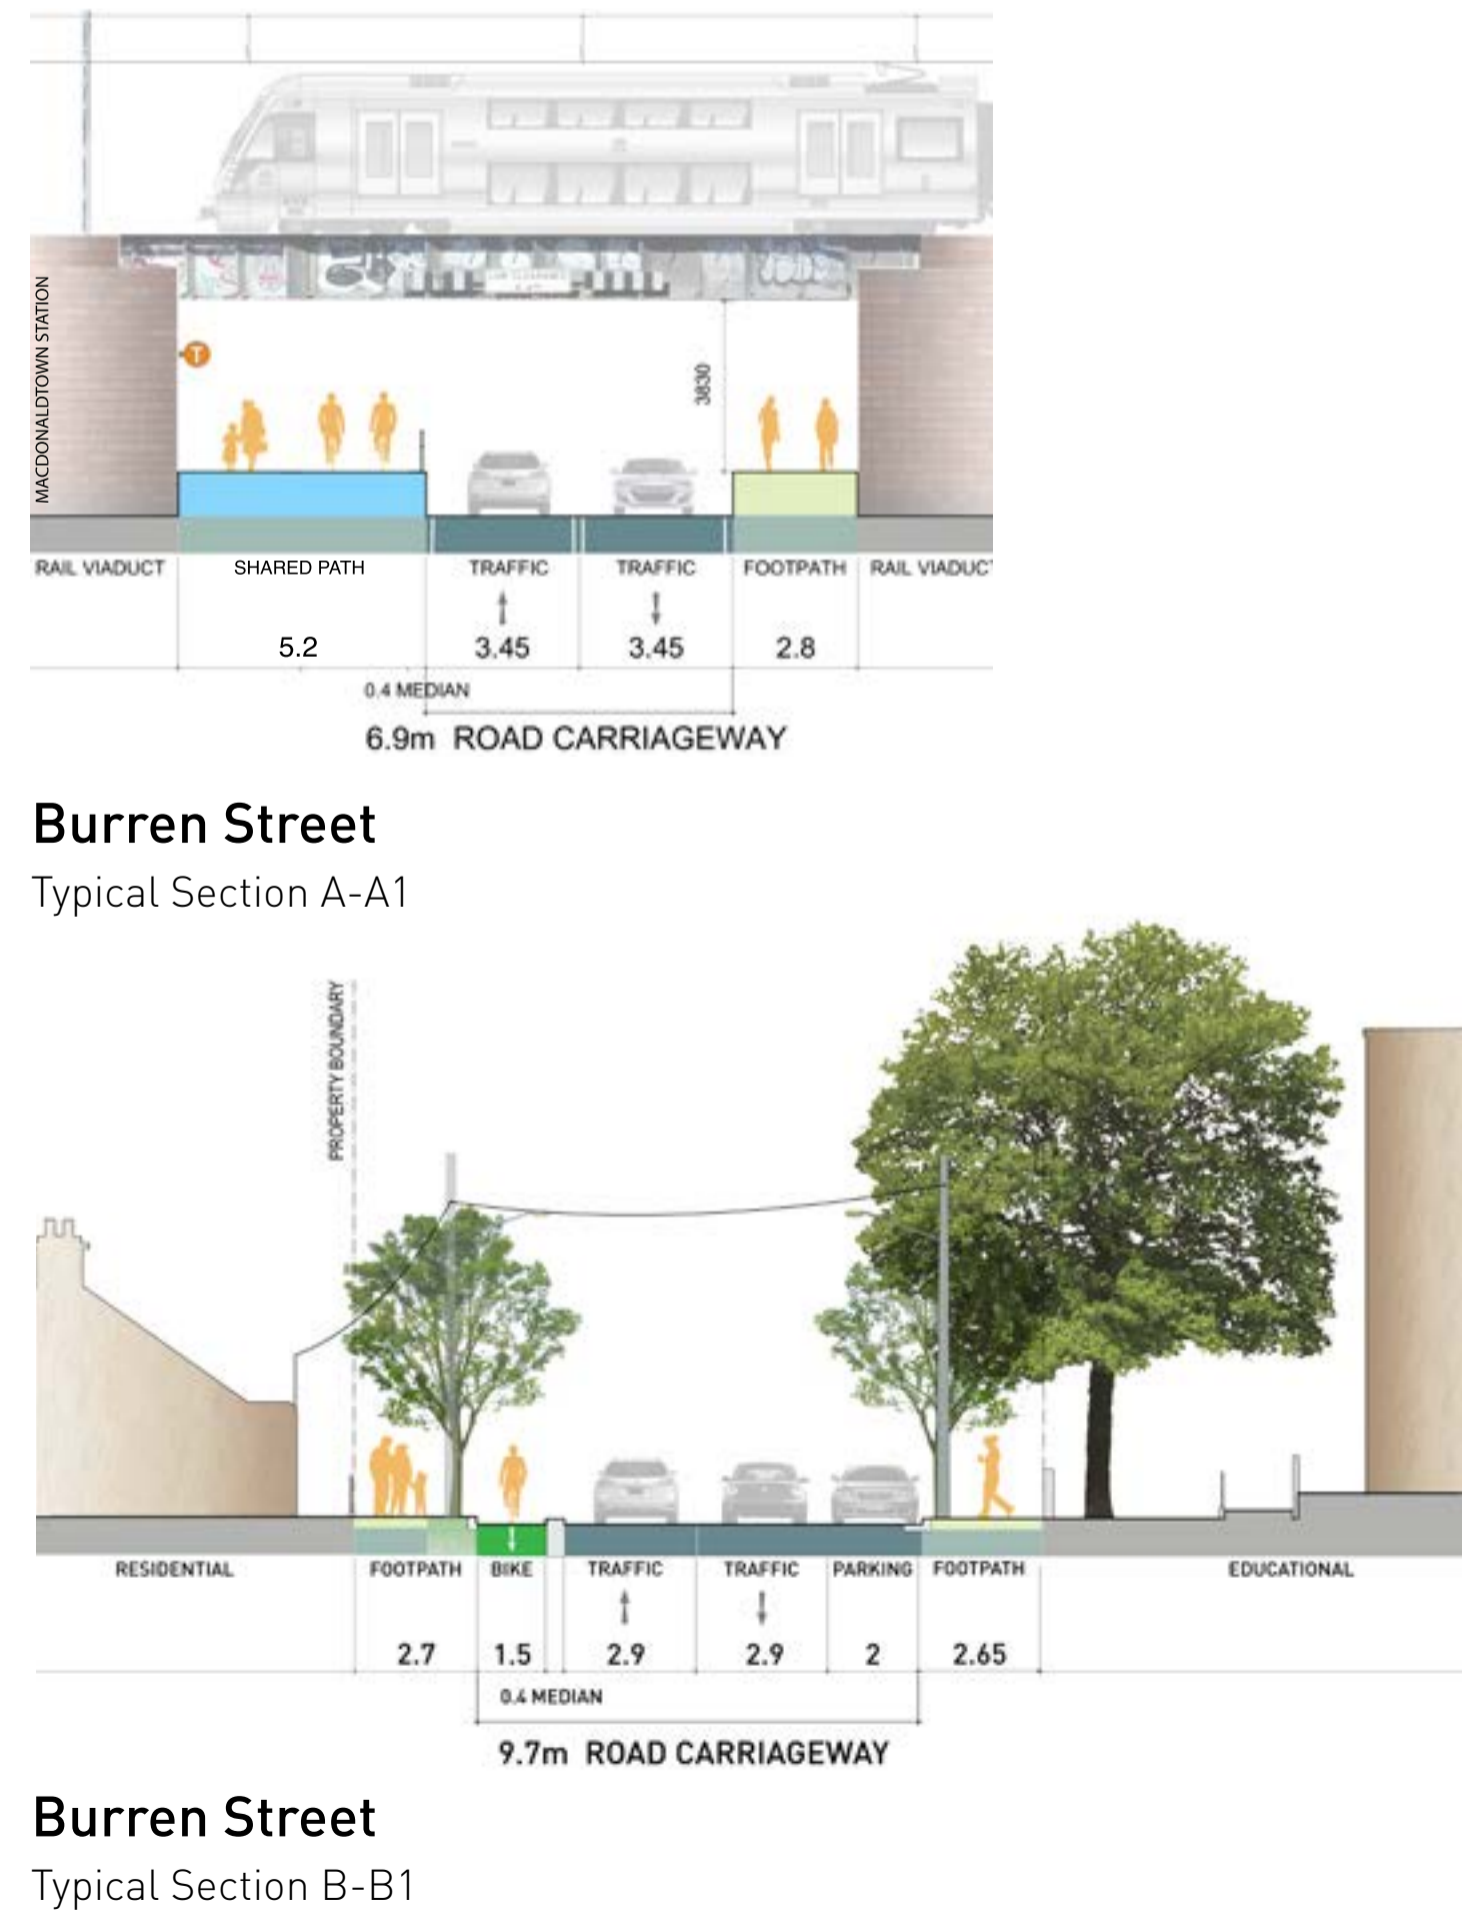 MACDONALDTOWN STATION
T
3830
RAIL VIADUCT SHARED PATH TRAFFIC TRAFFIC FOOTPATH RAIL VIADUCT
5.2 3.45 3.45 2.8
0.4 MEDIAN
6.9m ROAD CARRIAGEWAY
Burren Street
Typical Section A-A1
PROPERTY BOUNDARY
RESIDENTIAL FOOTPATH BIKE TRAFFIC TRAFFIC PARKING FOOTPATH EDUCATIONAL
2.7 1.5 2.9 2.9 2 2.65
0.4 MEDIAN
9.7m ROAD CARRIAGEWAY
Burren Street
Typical Section B-B1